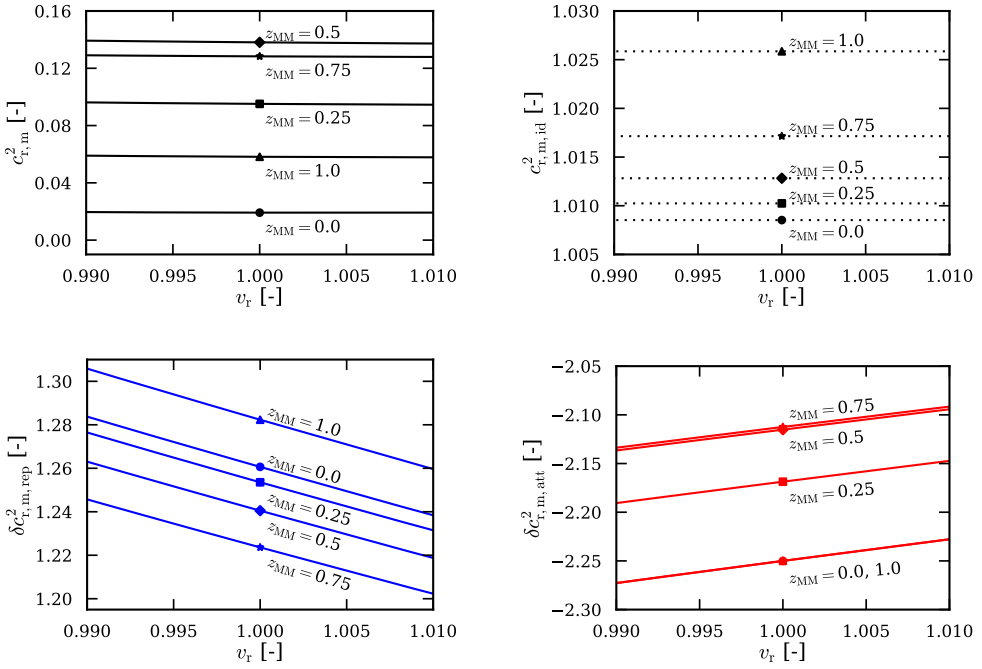 0.16
0.12
0.08
0.04
0.00
c²r,m [-]
z_MM = 0.5
z_MM = 0.75
z_MM = 0.25
z_MM = 1.0
z_MM = 0.0
0.990 0.995 1.000 1.005 1.010
v_r [-]
1.030
1.025
1.020
1.015
1.010
1.005
c²r,m,id [-]
z_MM = 1.0
z_MM = 0.75
z_MM = 0.5
z_MM = 0.25
z_MM = 0.0
0.990 0.995 1.000 1.005 1.010
v_r [-]
1.30
1.28
1.26
1.24
1.22
1.20
δc²r,m,rep [-]
z_MM = 1.0
z_MM = 0.0
z_MM = 0.25
z_MM = 0.5
z_MM = 0.75
0.990 0.995 1.000 1.005 1.010
v_r [-]
−2.05
−2.10
−2.15
−2.20
−2.25
−2.30
δc²r,m,att [-]
z_MM = 0.75
z_MM = 0.5
z_MM = 0.25
z_MM = 0.0, 1.0
0.990 0.995 1.000 1.005 1.010
v_r [-]